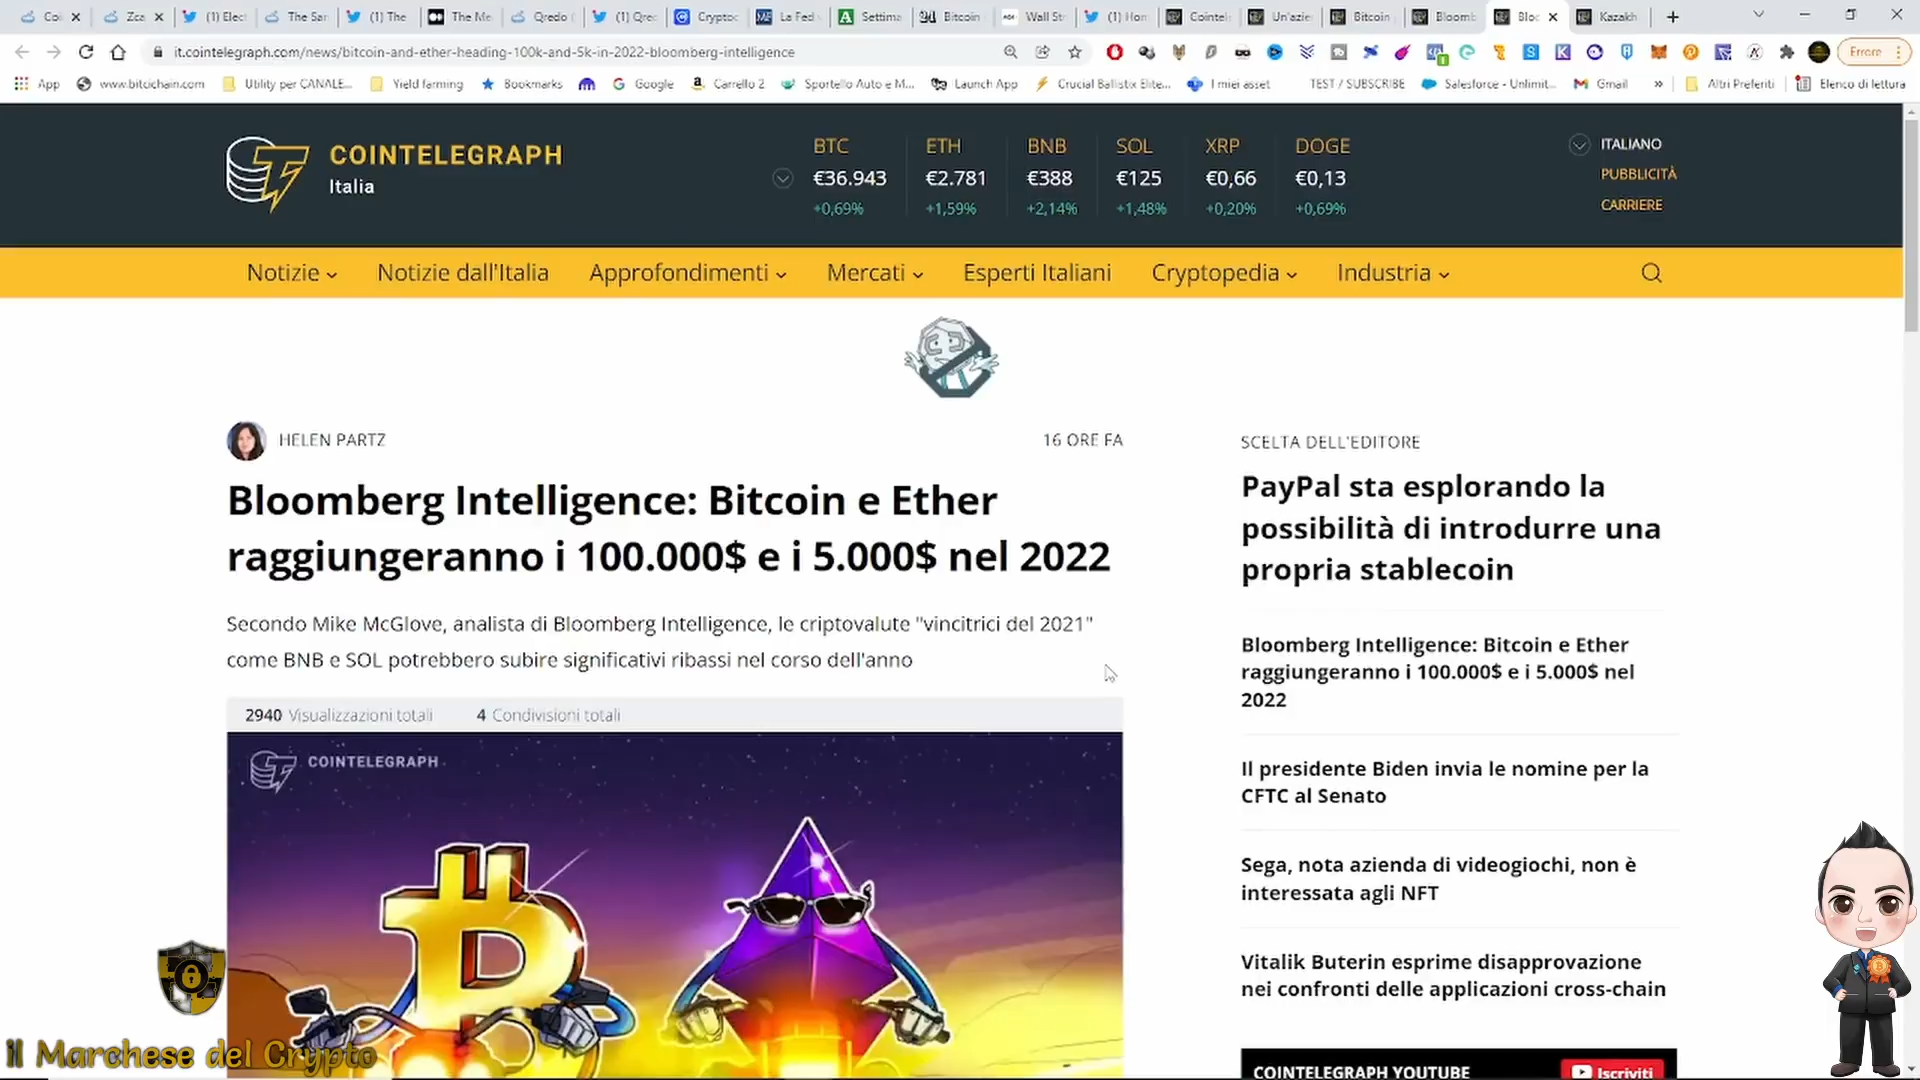 it.cointelegraph.com/news/bitcoin-and-ether-heading-100k-and-5k-in-2022-bloomberg-intelligence
Errore
App
www.bitcichain.com
Utility per CANALE...
Yield farming
Bookmarks
Google
Carrello 2
Sportello Auto e M...
Launch App
Crucial Ballistix Elite...
I miei asset
TEST / SUBSCRIBE
Salesforce - Unlimit...
Gmail
»
Altri Preferiti
Elenco di lettura
COINTELEGRAPH
Italia
BTC ETH BNB SOL XRP DOGE
€36.943 €2.781 €388 €125 €0,66 €0,13
+0,69% +1,59% +2,14% +1,48% +0,20% +0,69%
ITALIANO
PUBBLICITÀ
CARRIERE
Notizie Notizie dall'Italia Approfondimenti Mercati Esperti Italiani Cryptopedia Industria
HELEN PARTZ
16 ORE FA
Bloomberg Intelligence: Bitcoin e Ether
raggiungeranno i 100.000$ e i 5.000$ nel 2022
Secondo Mike McGlove, analista di Bloomberg Intelligence, le criptovalute "vincitrici del 2021"
come BNB e SOL potrebbero subire significativi ribassi nel corso dell'anno
2940 Visualizzazioni totali 4 Condivisioni totali
COINTELEGRAPH
SCELTA DELL'EDITORE
PayPal sta esplorando la
possibilità di introdurre una
propria stablecoin
Bloomberg Intelligence: Bitcoin e Ether
raggiungeranno i 100.000$ e i 5.000$ nel
2022
Il presidente Biden invia le nomine per la
CFTC al Senato
Sega, nota azienda di videogiochi, non è
interessata agli NFT
Vitalik Buterin esprime disapprovazione
nei confronti delle applicazioni cross-chain
COINTELEGRAPH YOUTUBE
Iscriviti
il Marchese del Crypto